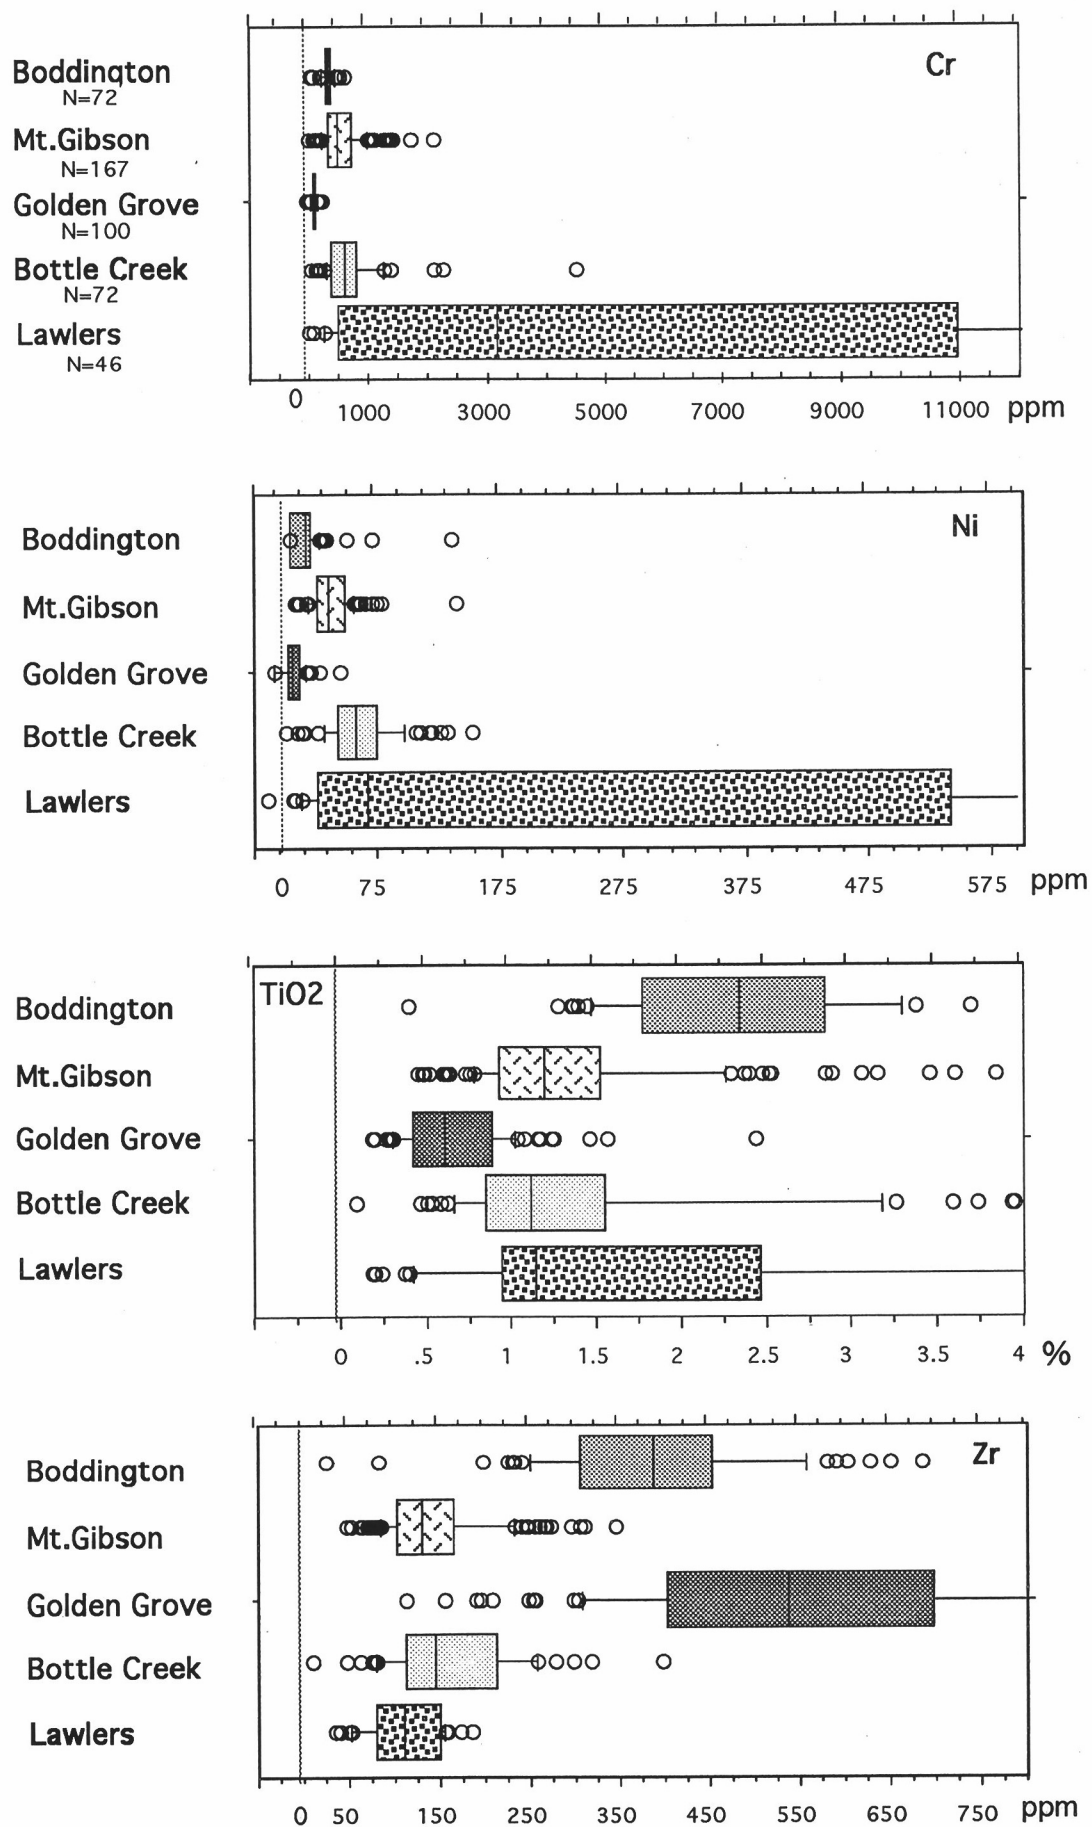 Cr
Boddington
N=72
Mt.Gibson
N=167
Golden Grove
N=100
Bottle Creek
N=72
Lawlers
N=46
0 1000 3000 5000 7000 9000 11000 ppm
Ni
Boddington
Mt.Gibson
Golden Grove
Bottle Creek
Lawlers
0 75 175 275 375 475 575 ppm
TiO2
Boddington
Mt.Gibson
Golden Grove
Bottle Creek
Lawlers
0 .5 1 1.5 2 2.5 3 3.5 4 %
Zr
Boddington
Mt.Gibson
Golden Grove
Bottle Creek
Lawlers
0 50 150 250 350 450 550 650 750 ppm